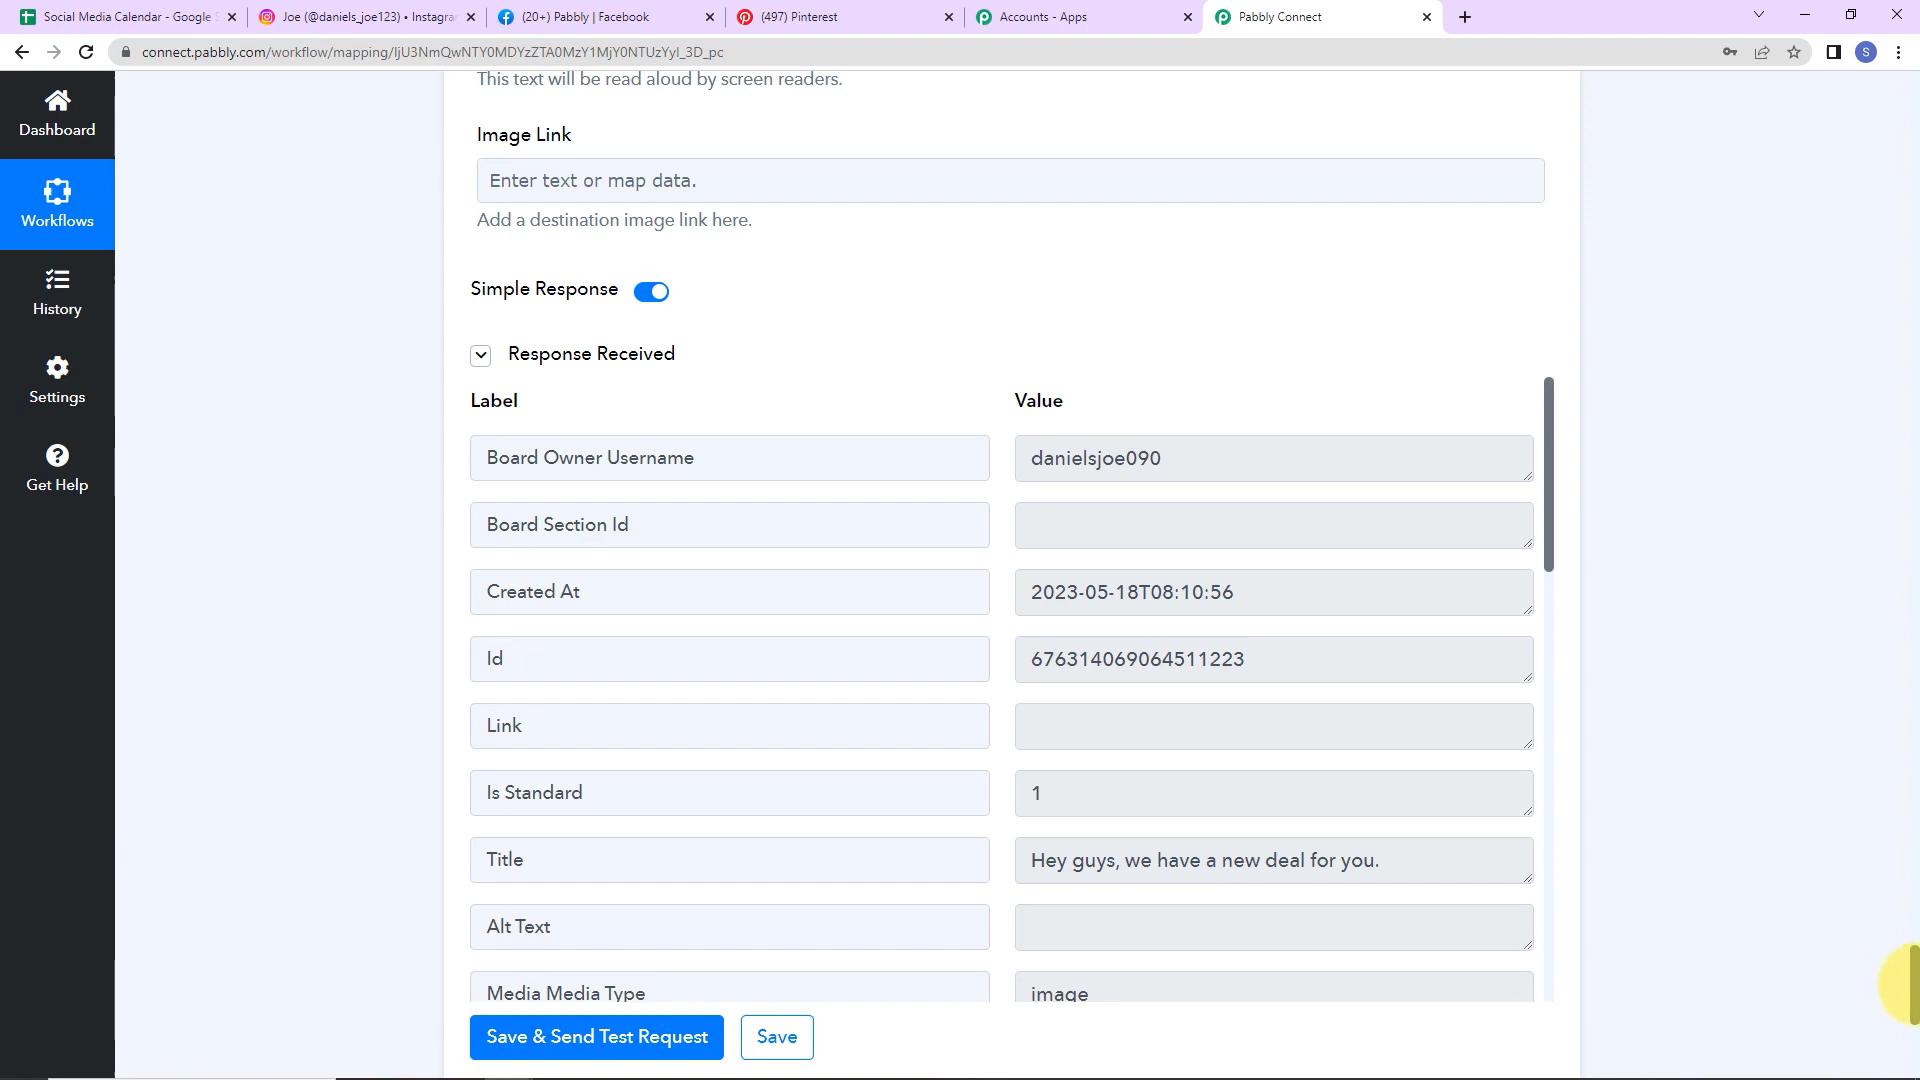 Social Media Calendar - Google S
Joe (@daniels_joe123) • Instagra
(20+) Pabbly | Facebook
(497) Pinterest
Accounts - Apps
Pabbly Connect
connect.pabbly.com/workflow/mapping/IjU3NmQwNTY0MDYzZTA0MzY1MjY0NTUzYyI_3D_pc
S
Dashboard
Workflows
History
Settings
Get Help
This text will be read aloud by screen readers.
Image Link
Enter text or map data.
Add a destination image link here.
Simple Response
Response Received
Label Value
Board Owner Username danielsjoe090
Board Section Id
Created At 2023-05-18T08:10:56
Id 676314069064511223
Link
Is Standard 1
Title Hey guys, we have a new deal for you.
Alt Text
Media Media Type image
Save & Send Test Request Save